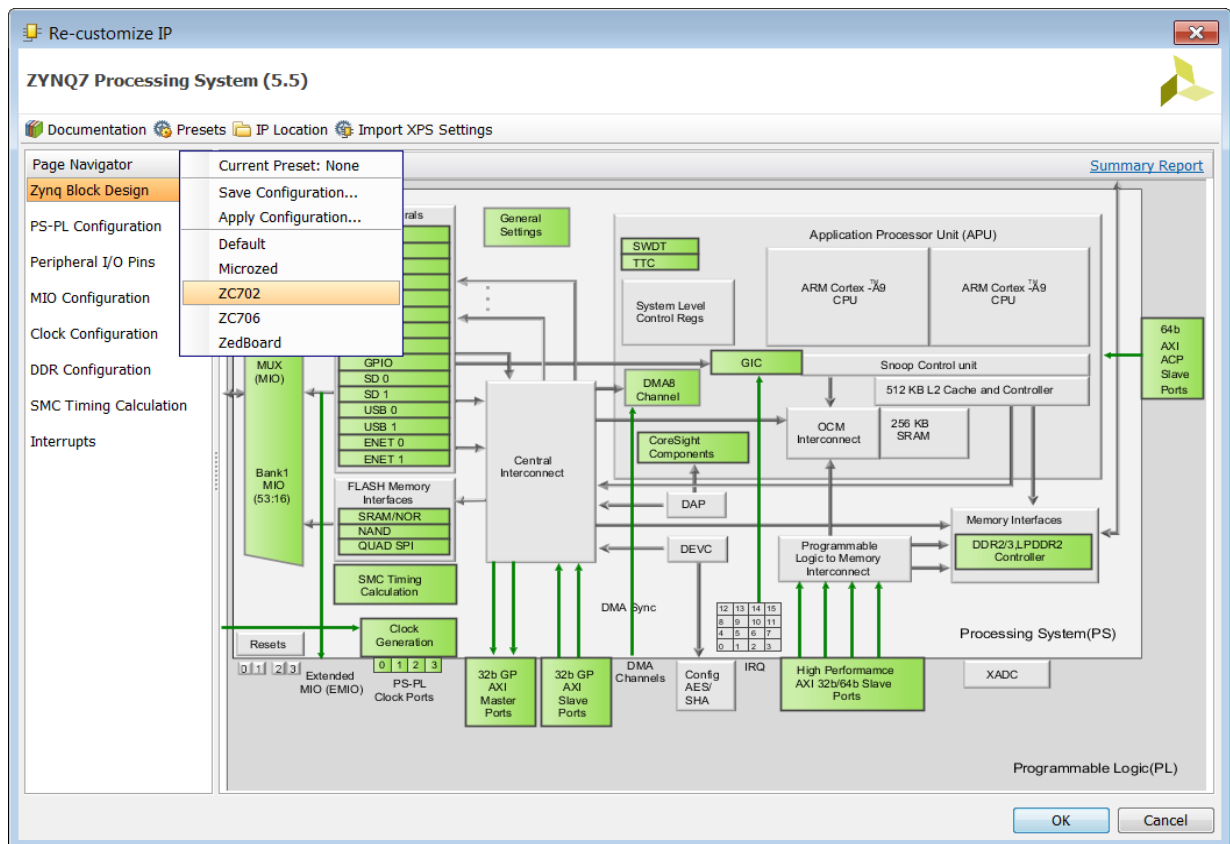 Re-customize IP
ZYNQ7 Processing System (5.5)
Documentation Presets IP Location Import XPS Settings
Page Navigator
Zynq Block Design
PS-PL Configuration
Peripheral I/O Pins
MIO Configuration
Clock Configuration
DDR Configuration
SMC Timing Calculation
Interrupts
Current Preset: None
Save Configuration...
Apply Configuration...
Default
Microzed
ZC702
ZC706
ZedBoard
Summary Report
rals
General
Settings
Application Processor Unit (APU)
SWDT
TTC
System Level
Control Regs
ARM Cortex -A9
TM
CPU
ARM Cortex -A9
TM
CPU
64b
AXI
ACP
Slave
Ports
GIC
Snoop Control unit
512 KB L2 Cache and Controller
MUX
(MIO)
GPIO
SD 0
SD 1
USB 0
USB 1
ENET 0
ENET 1
DMA8
Channel
OCM
Interconnect
256 KB
SRAM
CoreSight
Components
Central
Interconnect
Bank1
MIO
(53:16)
FLASH Memory
Interfaces
SRAM/NOR
NAND
QUAD SPI
DAP
DEVC
Programmable
Logic to Memory
Interconnect
Memory Interfaces
DDR2/3,LPDDR2
Controller
SMC Timing
Calculation
DMA Sync
12 13 14 15
8 9 10 11
4 5 6 7
0 1 2 3
Processing System(PS)
Resets
Clock
Generation
0 1 2 3
0 1 2 3
Extended
MIO (EMIO)
PS-PL
Clock Ports
32b GP
AXI
Master
Ports
32b GP
AXI
Slave
Ports
DMA
Channels
Config
AES/
SHA
IRQ
High Performamce
AXI 32b/64b Slave
Ports
XADC
Programmable Logic(PL)
OK Cancel